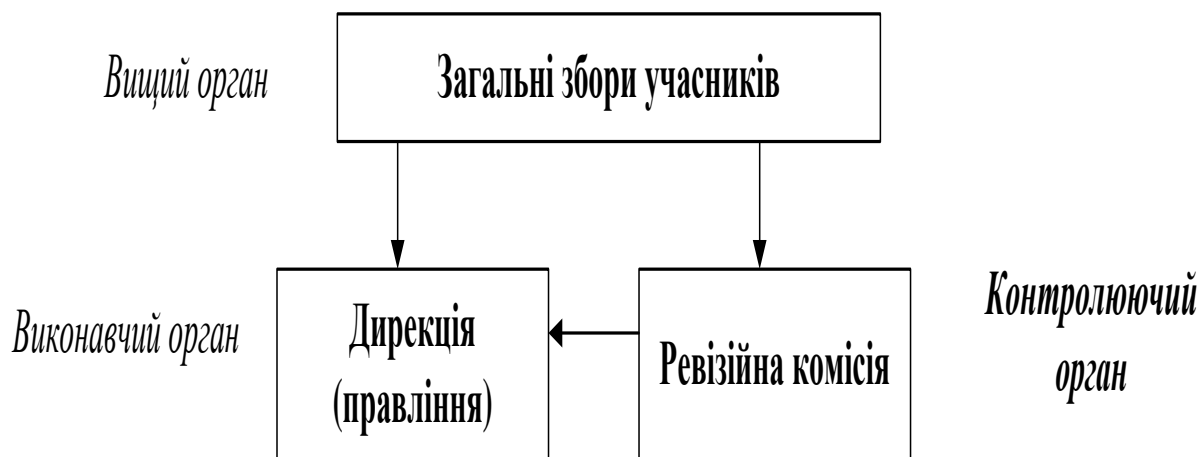 Вищий орган
Загальні збори учасників
Виконавчий орган
Дирекція
(правління)
Ревізійна комісія
Контролюючий
орган